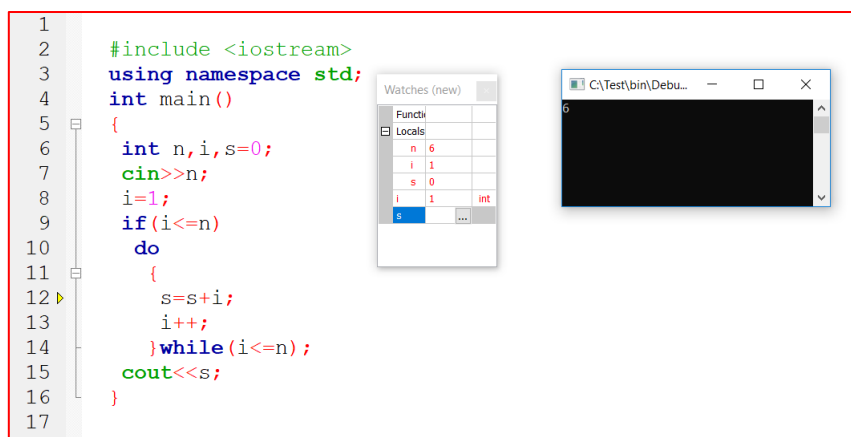 1
2 #include <iostream>
3 using namespace std;
4 int main()
5 {
6 int n,i,s=0;
7 cin>>n;
8 i=1;
9 if(i<=n)
10 do
11 {
12 s=s+i;
13 i++;
14 }while(i<=n);
15 cout<<s;
16 }
17
Watches (new)
Functi
Locals
n 6
i 1
s 0
i 1 int
s ...
C:\Test\bin\Debu...
6